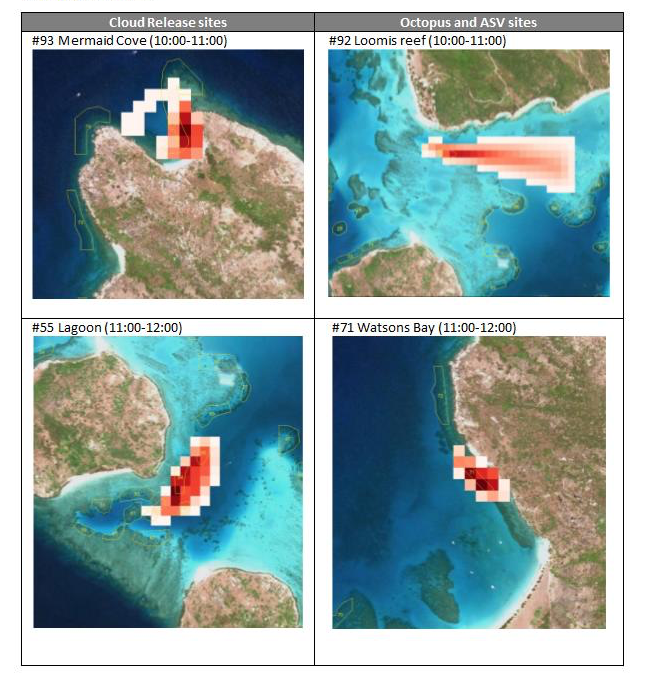 Cloud Release sites
Octopus and ASV sites
#93 Mermaid Cove (10:00-11:00)
#92 Loomis reef (10:00-11:00)
#55 Lagoon (11:00-12:00)
#71 Watsons Bay (11:00-12:00)